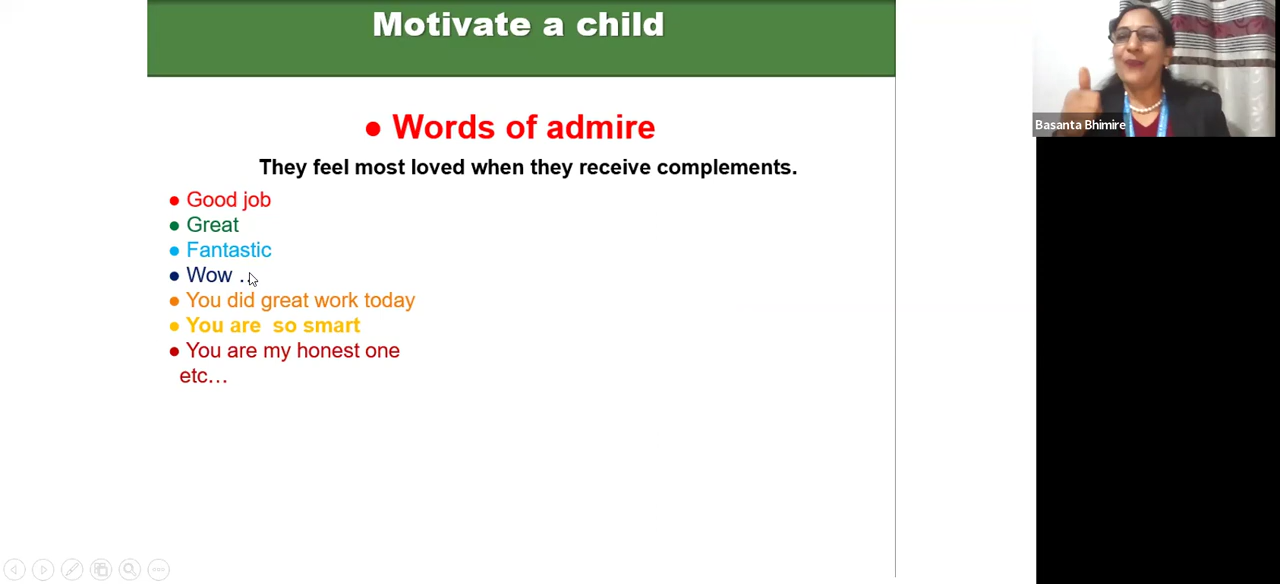 Motivate a child
Basanta Bhimire
● Words of admire
They feel most loved when they receive complements.
● Good job
● Great
● Fantastic
● Wow ..
● You did great work today
● You are  so smart
● You are my honest one
etc…